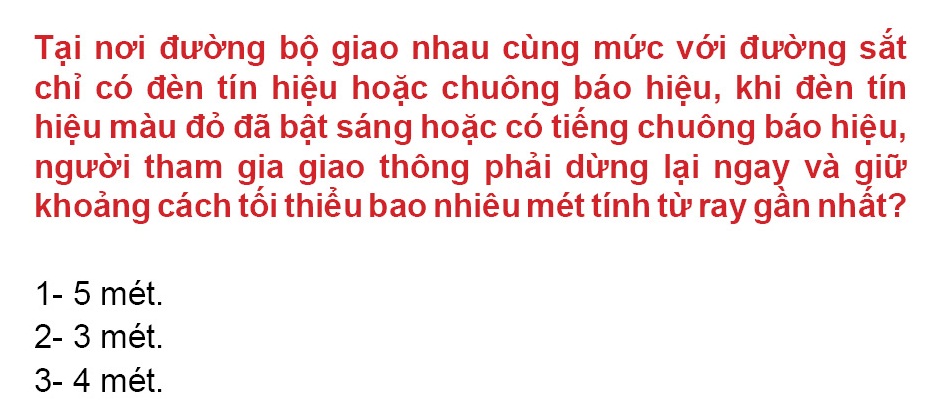 Tại nơi đường bộ giao nhau cùng mức với đường sắt
chỉ có đèn tín hiệu hoặc chuông báo hiệu, khi đèn tín
hiệu màu đỏ đã bật sáng hoặc có tiếng chuông báo hiệu,
người tham gia giao thông phải dừng lại ngay và giữ
khoảng cách tối thiểu bao nhiêu mét tính từ ray gần nhất?
1- 5 mét.
2- 3 mét.
3- 4 mét.